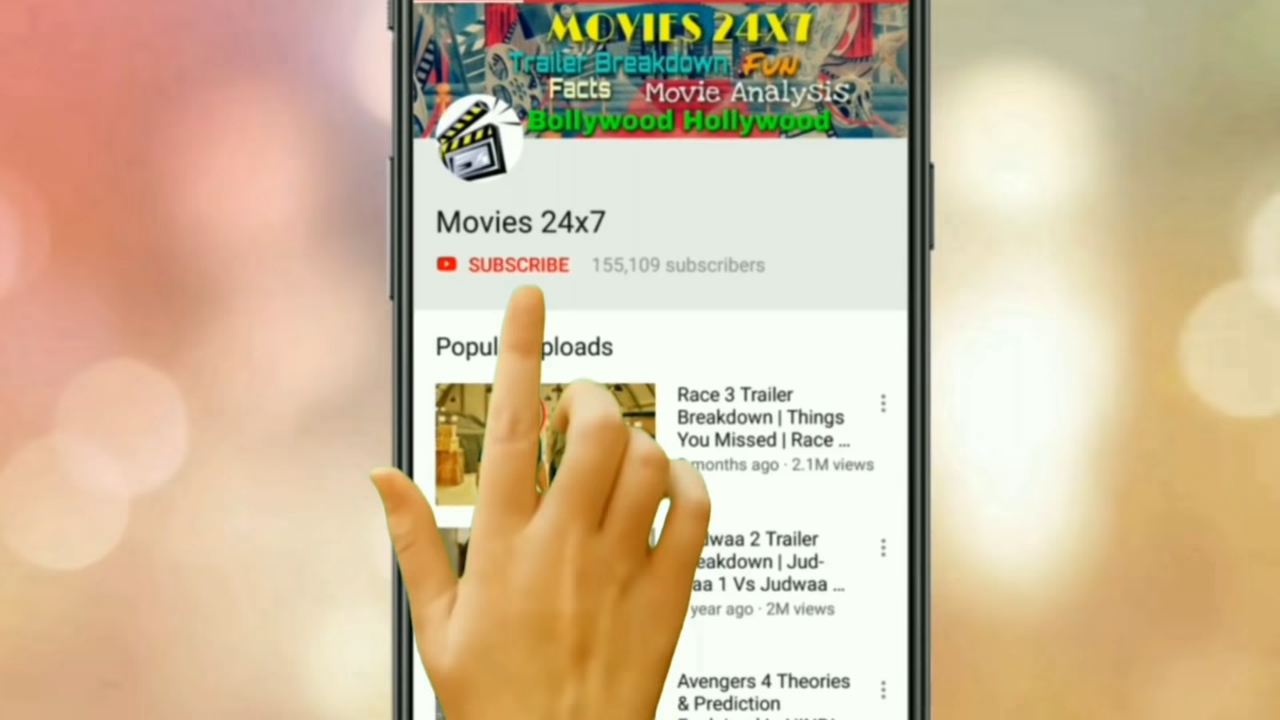 MOVIES 24X7
Trailer Breakdown FUN
Facts Movie Analysis
Bollywood Hollywood
Movies 24x7
SUBSCRIBE 155,109 subscribers
Popul ploads
Race 3 Trailer
Breakdown | Things
You Missed | Race ...
months ago · 2.1M views
dwaa 2 Trailer
eakdown | Jud-
aa 1 Vs Judwaa ...
year ago · 2M views
Avengers 4 Theories
& Prediction